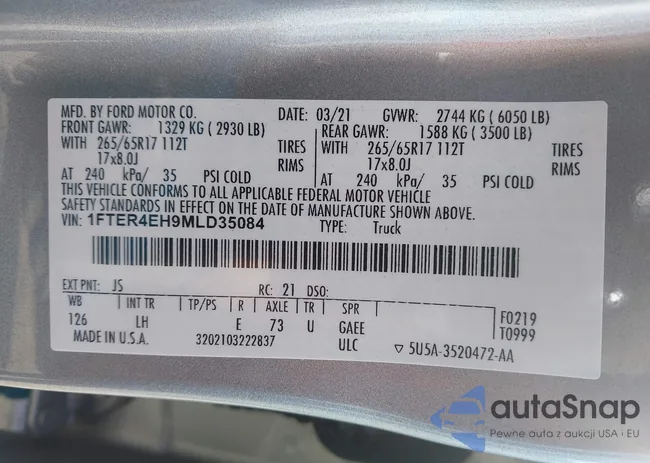 MFD. BY FORD MOTOR CO. DATE: 03/21 GVWR: 2744 KG ( 6050 LB)
FRONT GAWR: 1329 KG ( 2930 LB) REAR GAWR: 1588 KG ( 3500 LB)
WITH 265/65R17 112T TIRES WITH 265/65R17 112T TIRES
17x8.0J RIMS 17x8.0J RIMS
AT 240 kPa/ 35 PSI COLD AT 240 kPa/ 35 PSI COLD
THIS VEHICLE CONFORMS TO ALL APPLICABLE FEDERAL MOTOR VEHICLE
SAFETY STANDARDS IN EFFECT ON THE DATE OF MANUFACTURE SHOWN ABOVE.
VIN: 1FTER4EH9MLD35084 TYPE: Truck
EXT PNT: JS RC: 21 DSO:
WB INT TR TP/PS R AXLE TR SPR F0219
126 LH E 73 U GAEE T0999
MADE IN U.S.A. 3202103222837 ULC ▽ 5U5A-3520472-AA
autaSnap
Pewne auta z aukcji USA i EU